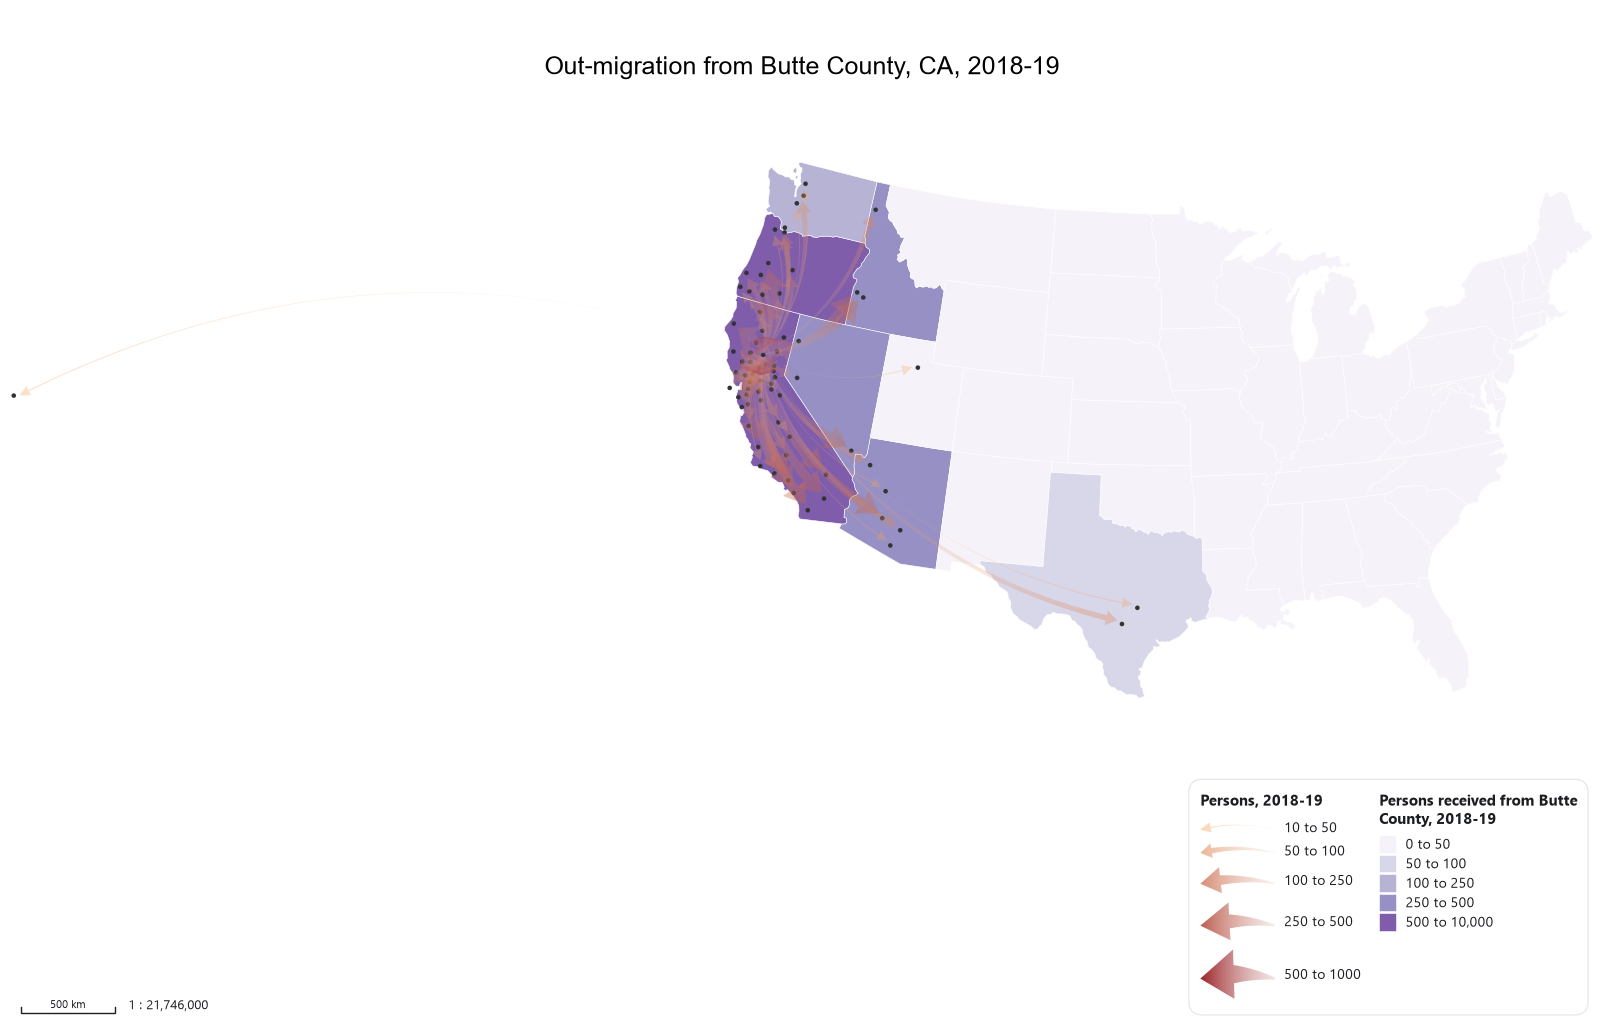 Out-migration from Butte County, CA, 2018-19
Persons, 2018-19
10 to 50
50 to 100
100 to 250
250 to 500
500 to 1000
Persons received from Butte
County, 2018-19
0 to 50
50 to 100
100 to 250
250 to 500
500 to 10,000
500 km
1 : 21,746,000